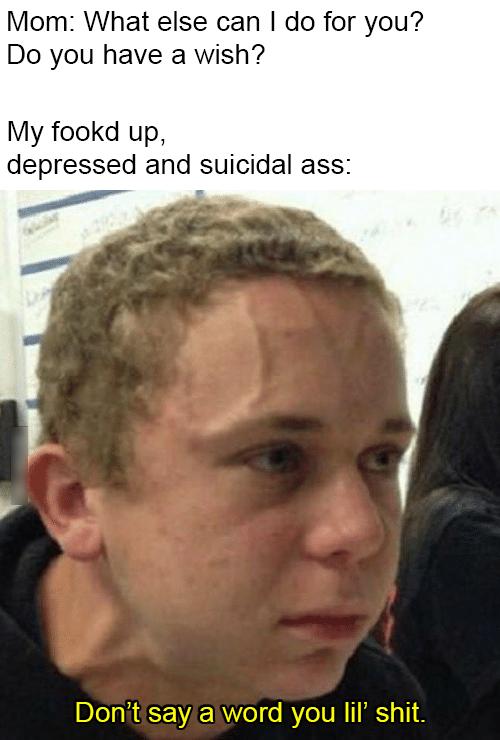 Mom: What else can I do for you?
Do you have a wish?
My fookd up,
depressed and suicidal ass:
Don't say a word you lil' shit.